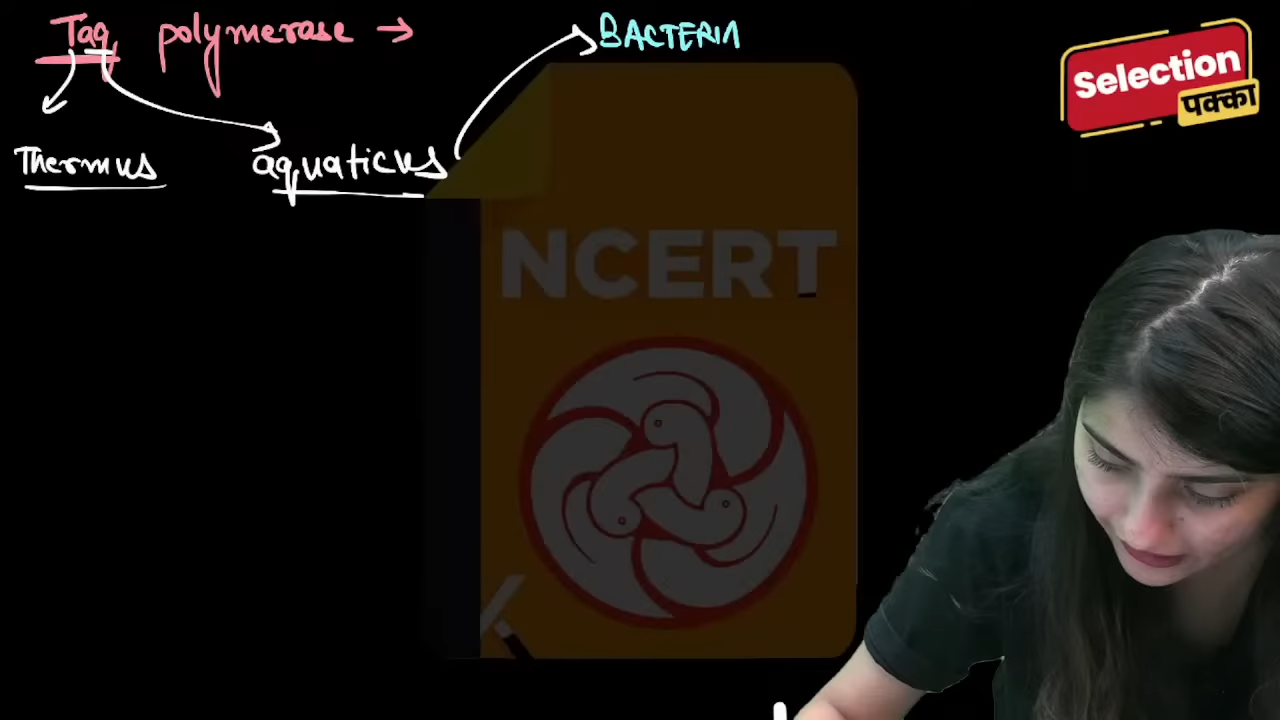 Taq polymerase → BACTERIA
Thermus aquaticus
Selection
पक्का
NCERT